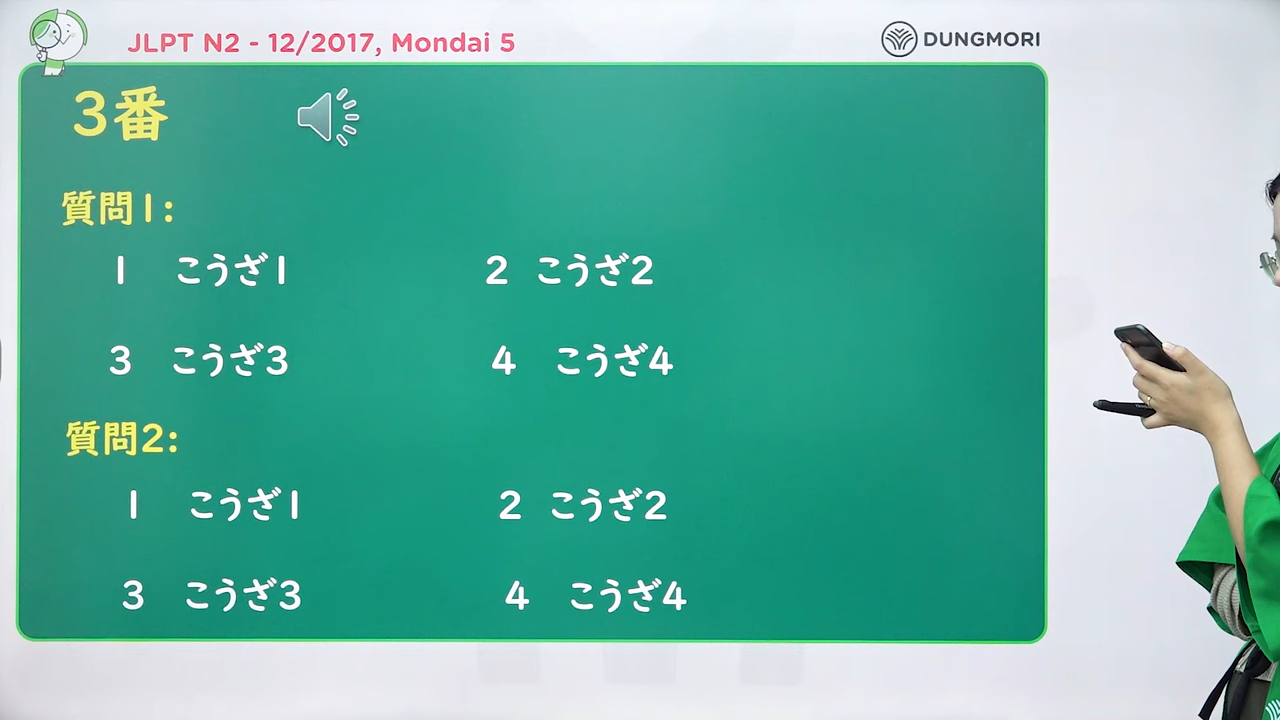 JLPT N2 - 12/2017, Mondai 5
DUNGMORI
3番
質問1:
1 こうざ1
2 こうざ2
3 こうざ3
4 こうざ4
質問2:
1 こうざ1
2 こうざ2
3 こうざ3
4 こうざ4